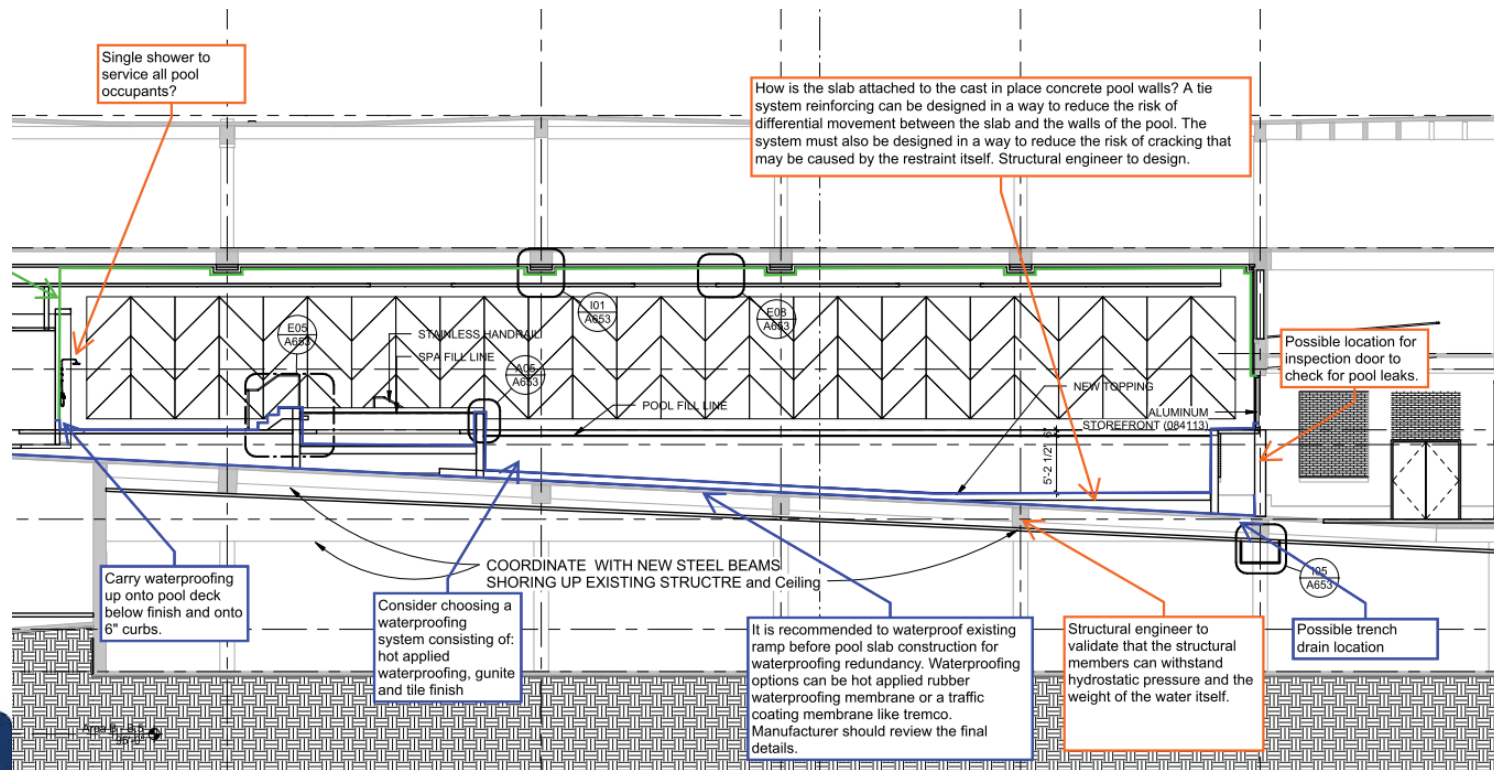 Single shower to
service all pool
occupants?
How is the slab attached to the cast in place concrete pool walls? A tie
system reinforcing can be designed in a way to reduce the risk of
differential movement between the slab and the walls of the pool. The
system must also be designed in a way to reduce the risk of cracking that
may be caused by the restraint itself. Structural engineer to design.
I01
A653
E08
A653
E05
A653
STAINLESS HANDRAIL
SPA FILL LINE
A05
A653
POOL FILL LINE
NEW TOPPING
ALUMINUM
STOREFRONT (084113)
5'-2 1/2"
6"
Possible location for
inspection door to
check for pool leaks.
COORDINATE WITH NEW STEEL BEAMS
SHORING UP EXISTING STRUCTRE and Ceiling
I05
A653
Carry waterproofing
up onto pool deck
below finish and onto
6" curbs.
Consider choosing a
waterproofing
system consisting of:
hot applied
waterproofing, gunite
and tile finish
It is recommended to waterproof existing
ramp before pool slab construction for
waterproofing redundancy. Waterproofing
options can be hot applied rubber
waterproofing membrane or a traffic
coating membrane like tremco.
Manufacturer should review the final
details.
Structural engineer to
validate that the structural
members can withstand
hydrostatic pressure and the
weight of the water itself.
Possible trench
drain location
Area B - B.5